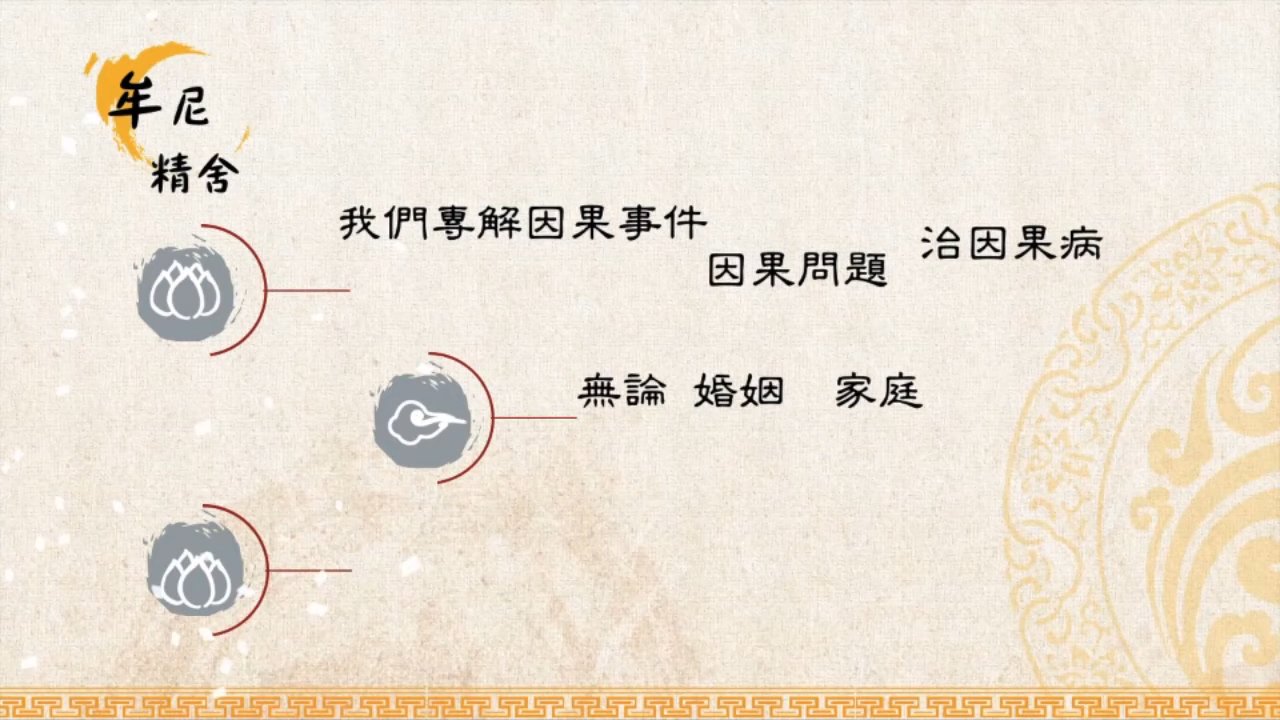 牟尼
精舍
我們專解因果事件
因果問題
治因果病
無論 婚姻 家庭